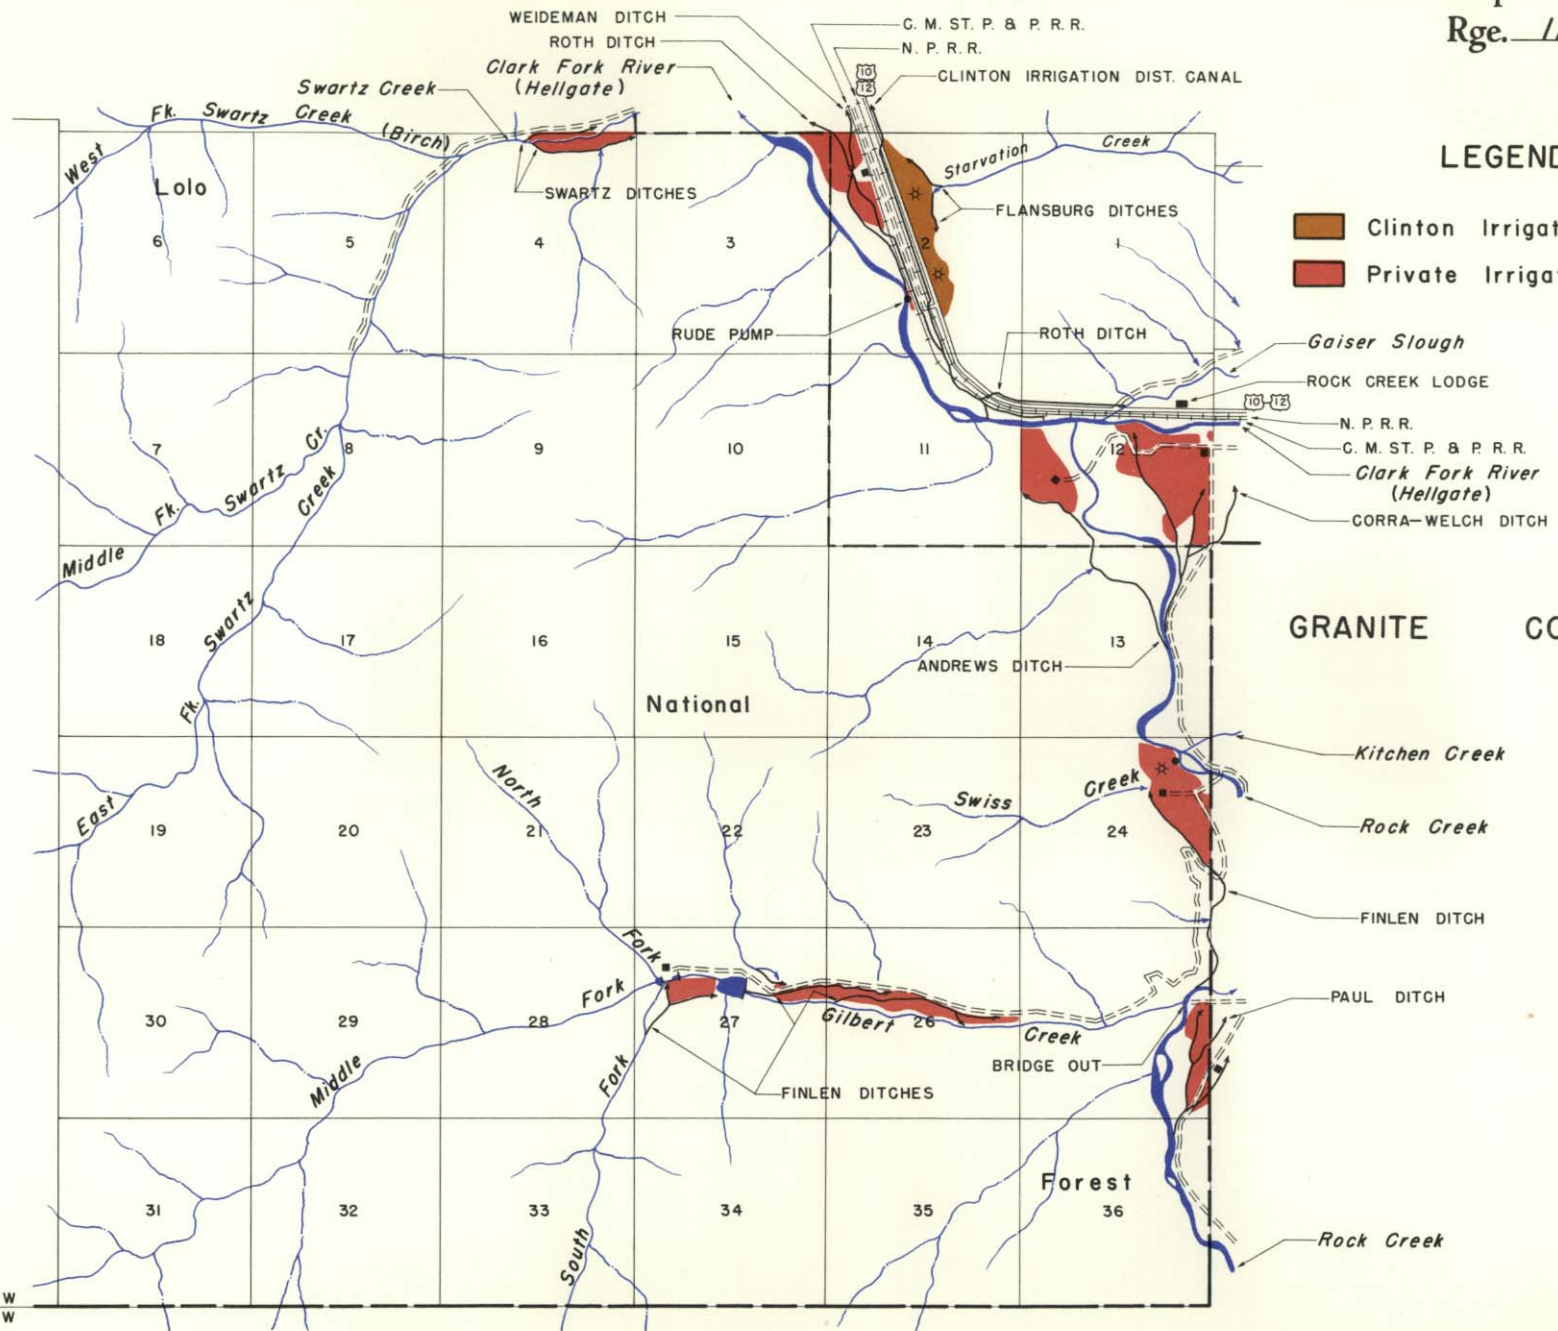 Rge.
WEIDEMAN DITCH
C. M. ST. P. & P. R. R.
ROTH DITCH
N. P. R. R.
Clark Fork River
(Hellgate)
10
12
CLINTON IRRIGATION DIST. CANAL
Swartz Creek
West Fk. Swartz Creek (Birch)
Starvation Creek
LEGEND
Lolo
SWARTZ DITCHES
FLANSBURG DITCHES
Clinton Irrigat
Private Irrigat
6 5 4 3 2 1
RUDE PUMP
ROTH DITCH
Gaiser Slough
ROCK CREEK LODGE
10-12
N. P. R. R.
C. M. ST. P. & P. R. R.
Clark Fork River
(Hellgate)
CORRA-WELCH DITCH
7 8 9 10 11 12
Middle Fk. Swartz Cr.
East Fk. Swartz Creek
GRANITE CO
18 17 16 15 14 13
ANDREWS DITCH
National
Kitchen Creek
North Fork
Swiss Creek
Rock Creek
19 20 21 22 23 24
FINLEN DITCH
Middle Fork
Gilbert Creek
PAUL DITCH
30 29 28 27 26
BRIDGE OUT
South Fork
FINLEN DITCHES
Forest
31 32 33 34 35 36
Rock Creek
W
W